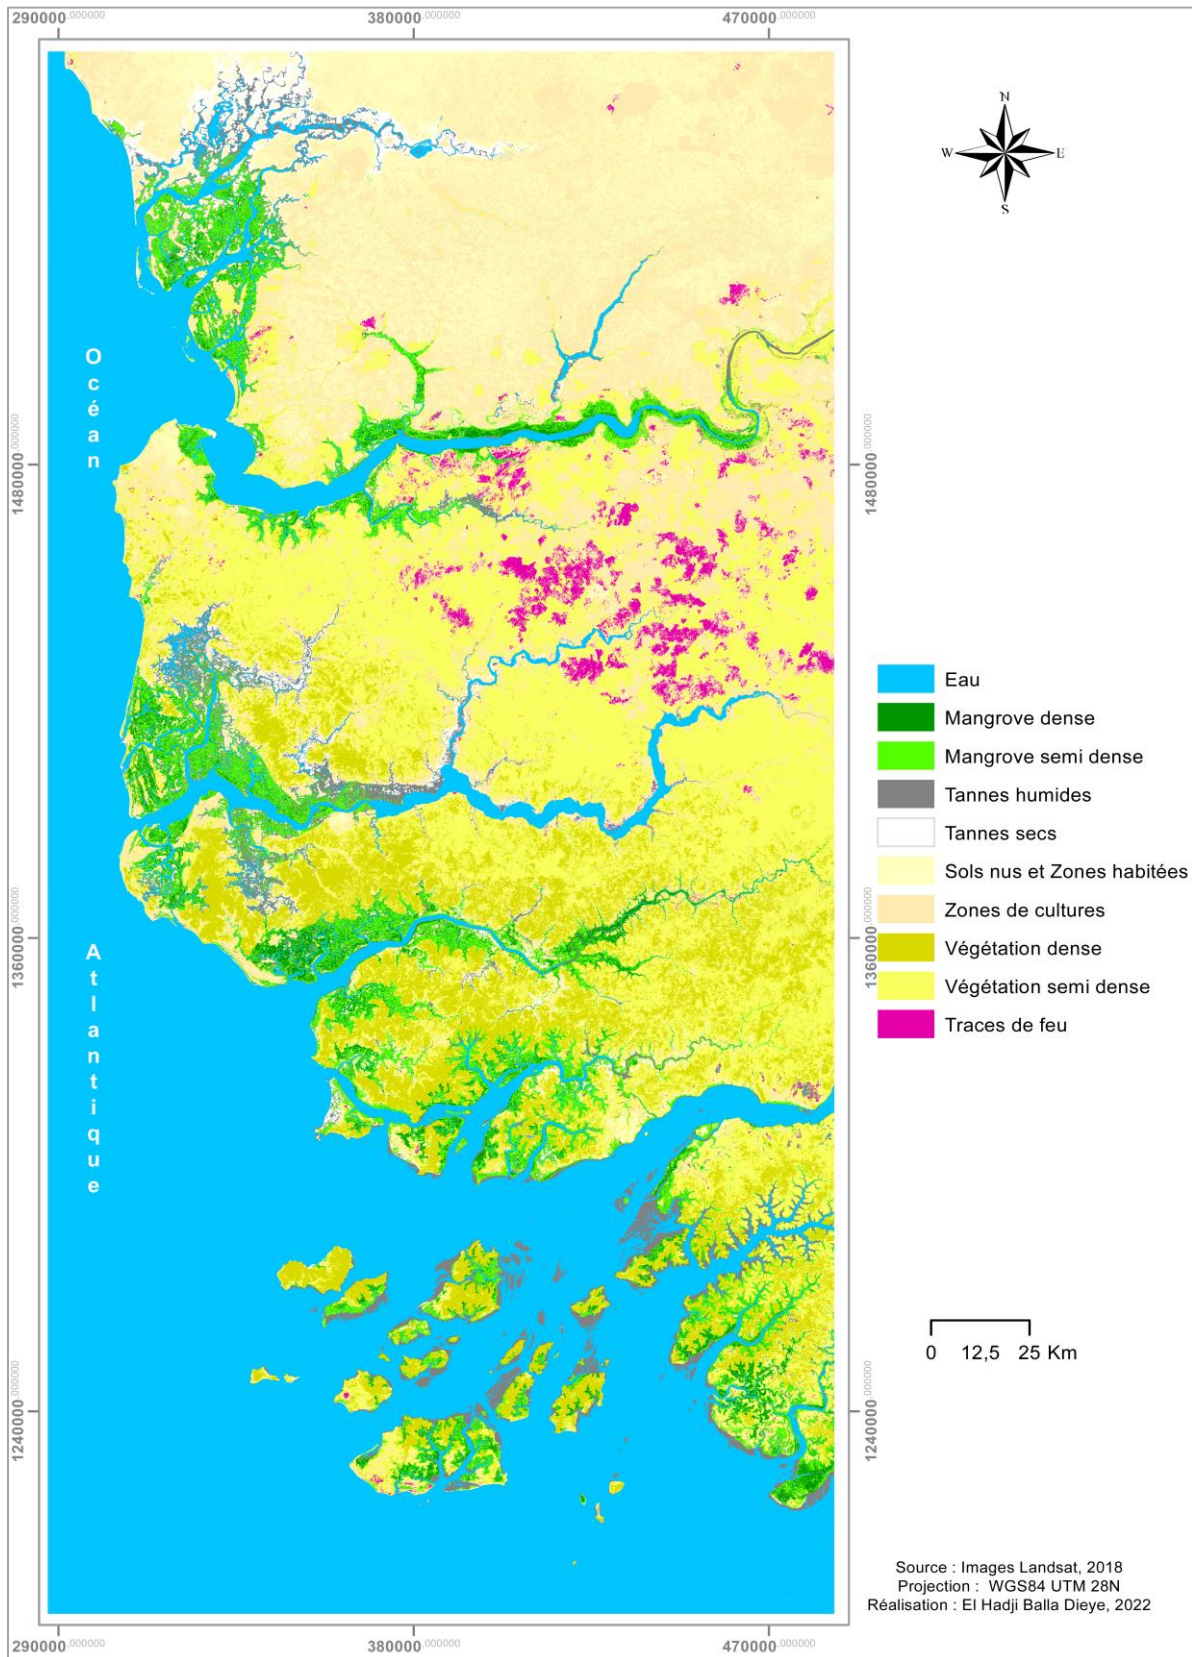 290000.000000 380000.000000 470000.000000
N
W E
S
Océan
1480000.000000 1480000.000000
Eau
Mangrove dense
Mangrove semi dense
Tannes humides
Tannes secs
Sols nus et Zones habitées
Zones de cultures
Végétation dense
Végétation semi dense
Traces de feu
1360000.000000 1360000.000000
Atlantique
0 12,5 25 Km
1240000.000000 1240000.000000
Source : Images Landsat, 2018
Projection : WGS84 UTM 28N
Réalisation : El Hadji Balla Dieye, 2022
290000.000000 380000.000000 470000.000000